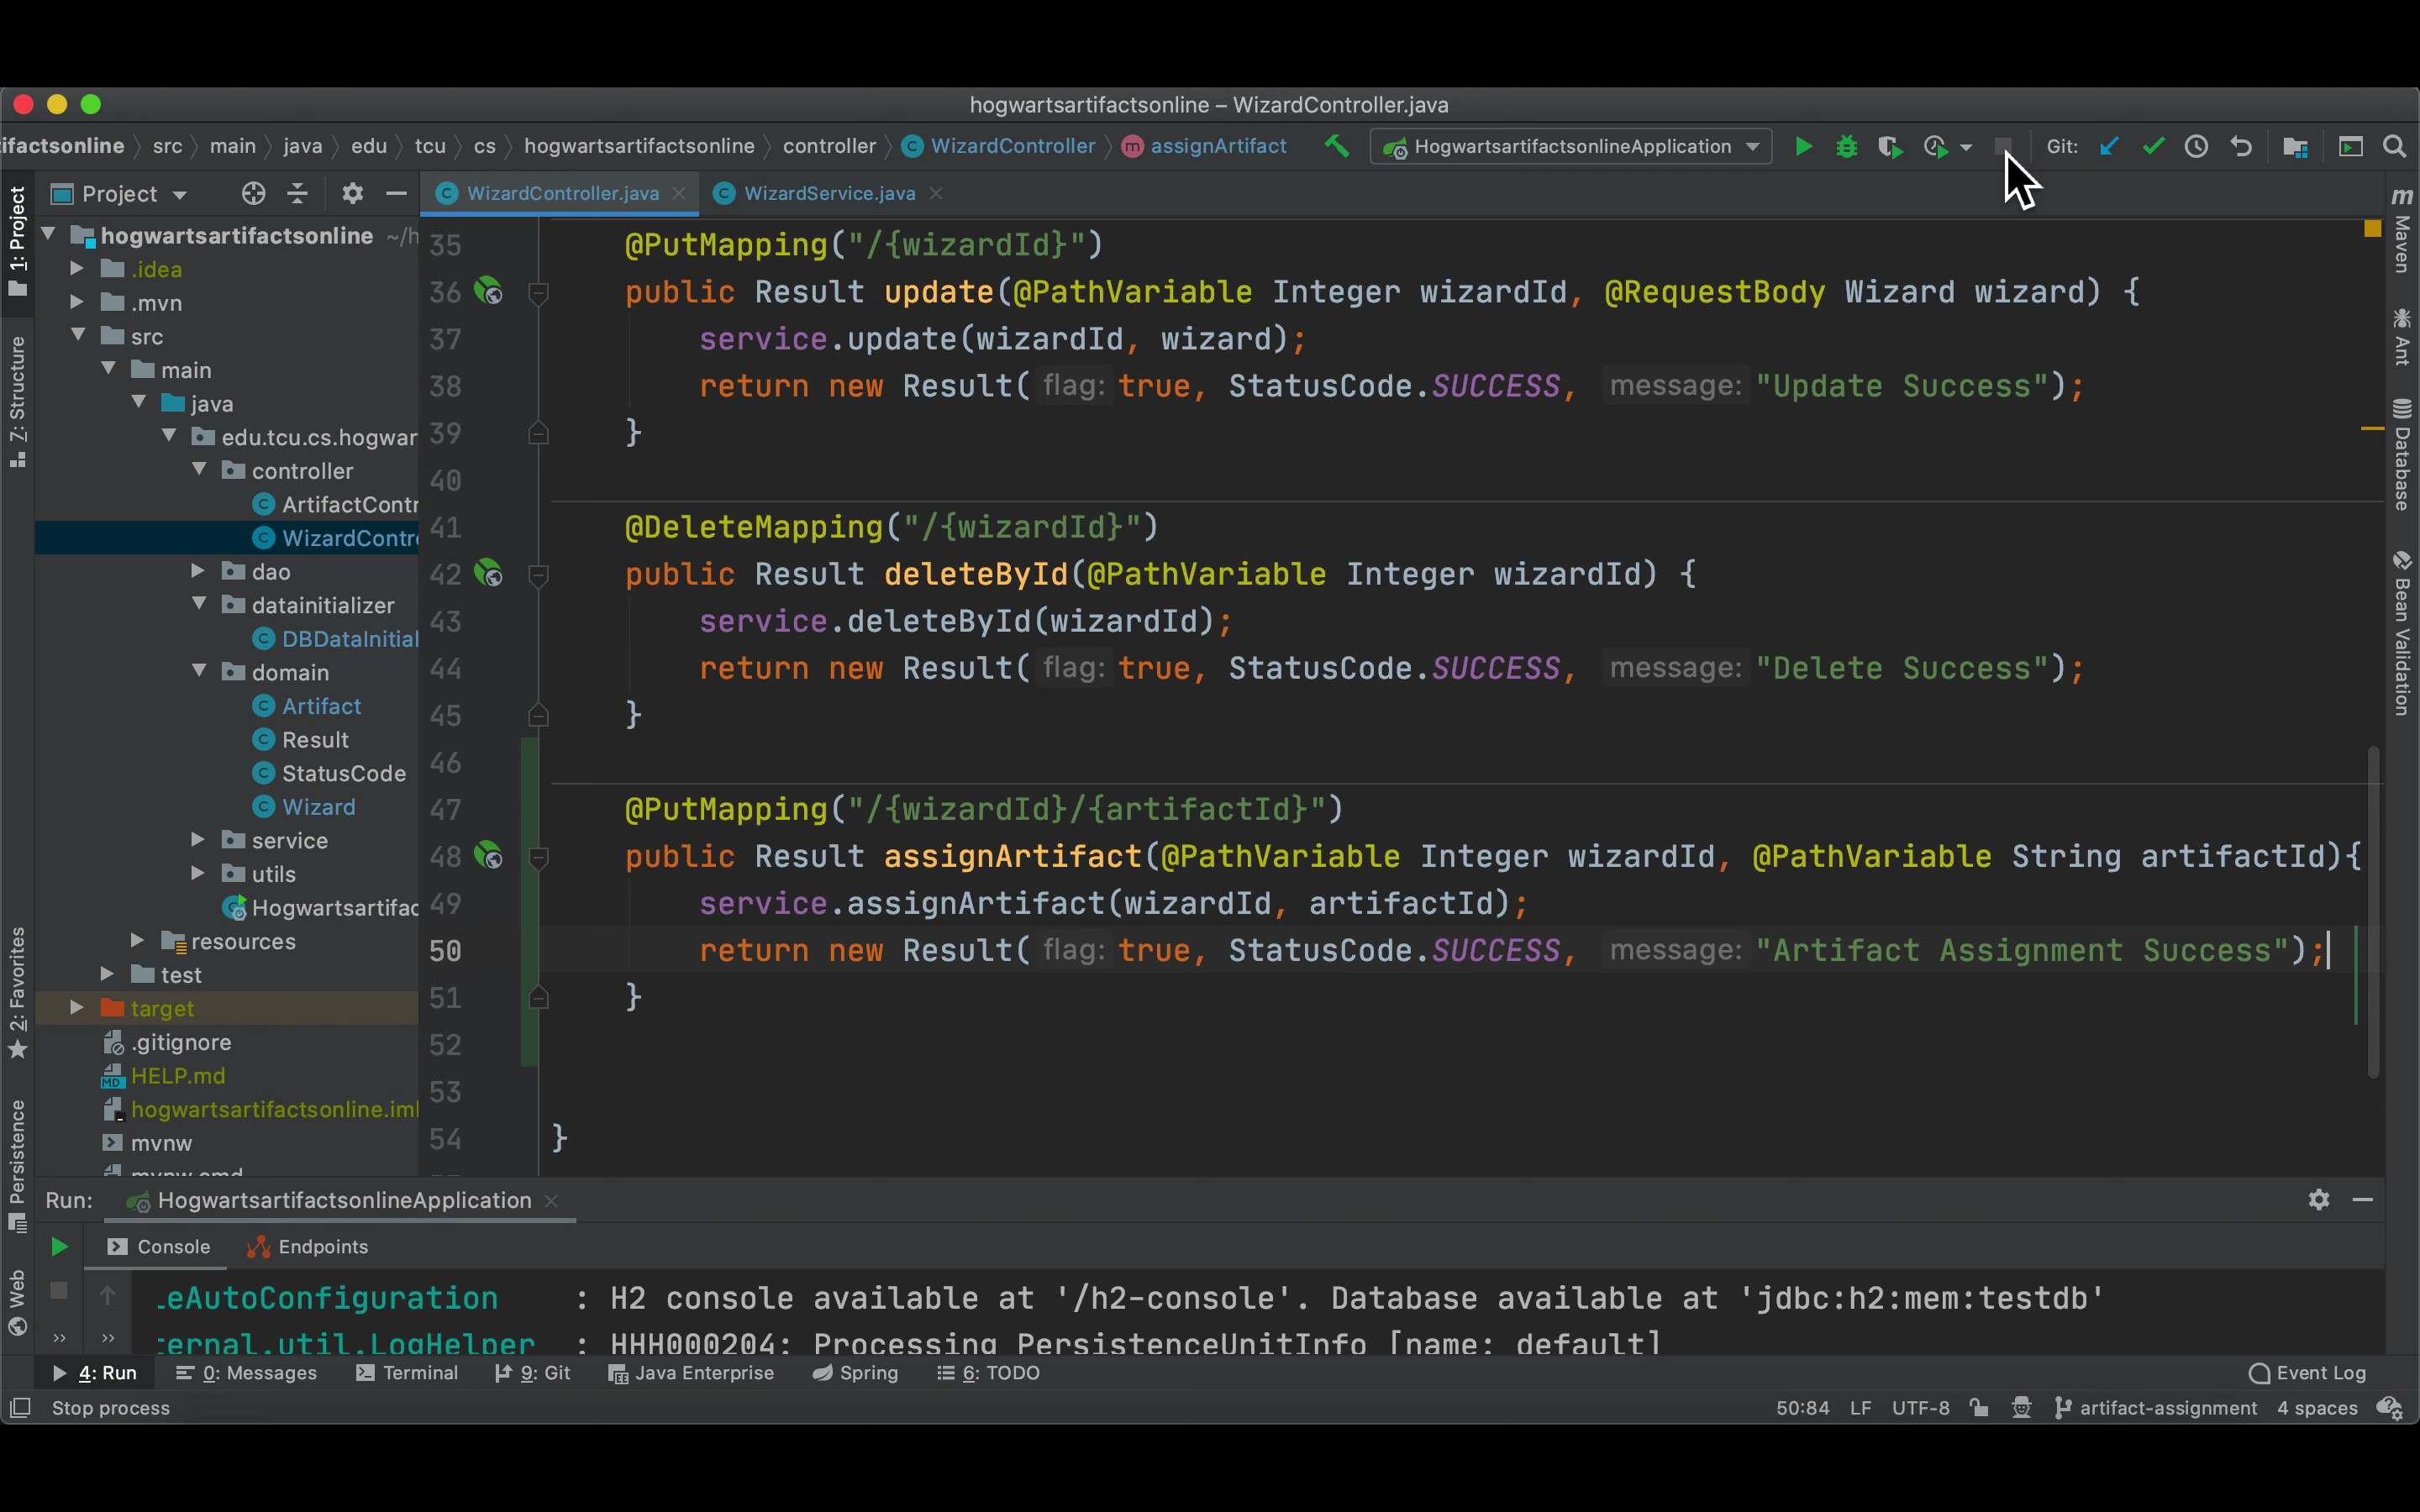 hogwartsartifactsonline – WizardController.java
ifactsonline src main java edu tcu cs hogwartsartifactsonline controller WizardController assignArtifact HogwartsartifactsonlineApplication Git:
1: Project
Z: Structure
2: Favorites
Persistence
Web
Project
WizardController.java
WizardService.java
hogwartsartifactsonline ~/h
.idea
.mvn
src
main
java
edu.tcu.cs.hogwar
controller
ArtifactContr
WizardContr
dao
datainitializer
DBDataInitial
domain
Artifact
Result
StatusCode
Wizard
service
utils
Hogwartsartifac
resources
test
target
.gitignore
HELP.md
hogwartsartifactsonline.iml
mvnw
35 @PutMapping("/{wizardId}")
36 public Result update(@PathVariable Integer wizardId, @RequestBody Wizard wizard) {
37 service.update(wizardId, wizard);
38 return new Result( flag: true, StatusCode.SUCCESS, message: "Update Success");
39 }
40
41 @DeleteMapping("/{wizardId}")
42 public Result deleteById(@PathVariable Integer wizardId) {
43 service.deleteById(wizardId);
44 return new Result( flag: true, StatusCode.SUCCESS, message: "Delete Success");
45 }
46
47 @PutMapping("/{wizardId}/{artifactId}")
48 public Result assignArtifact(@PathVariable Integer wizardId, @PathVariable String artifactId){
49 service.assignArtifact(wizardId, artifactId);
50 return new Result( flag: true, StatusCode.SUCCESS, message: "Artifact Assignment Success");
51 }
52
53
54 }
m Maven
Ant
Database
Bean Validation
Run: HogwartsartifactsonlineApplication
Console Endpoints
.eAutoConfiguration : H2 console available at '/h2-console'. Database available at 'jdbc:h2:mem:testdb'
ternal.util.LogHelper : HHH000204: Processing PersistenceUnitInfo [name: default]
4: Run 0: Messages Terminal 9: Git Java Enterprise Spring 6: TODO Event Log
Stop process 50:84 LF UTF-8 artifact-assignment 4 spaces